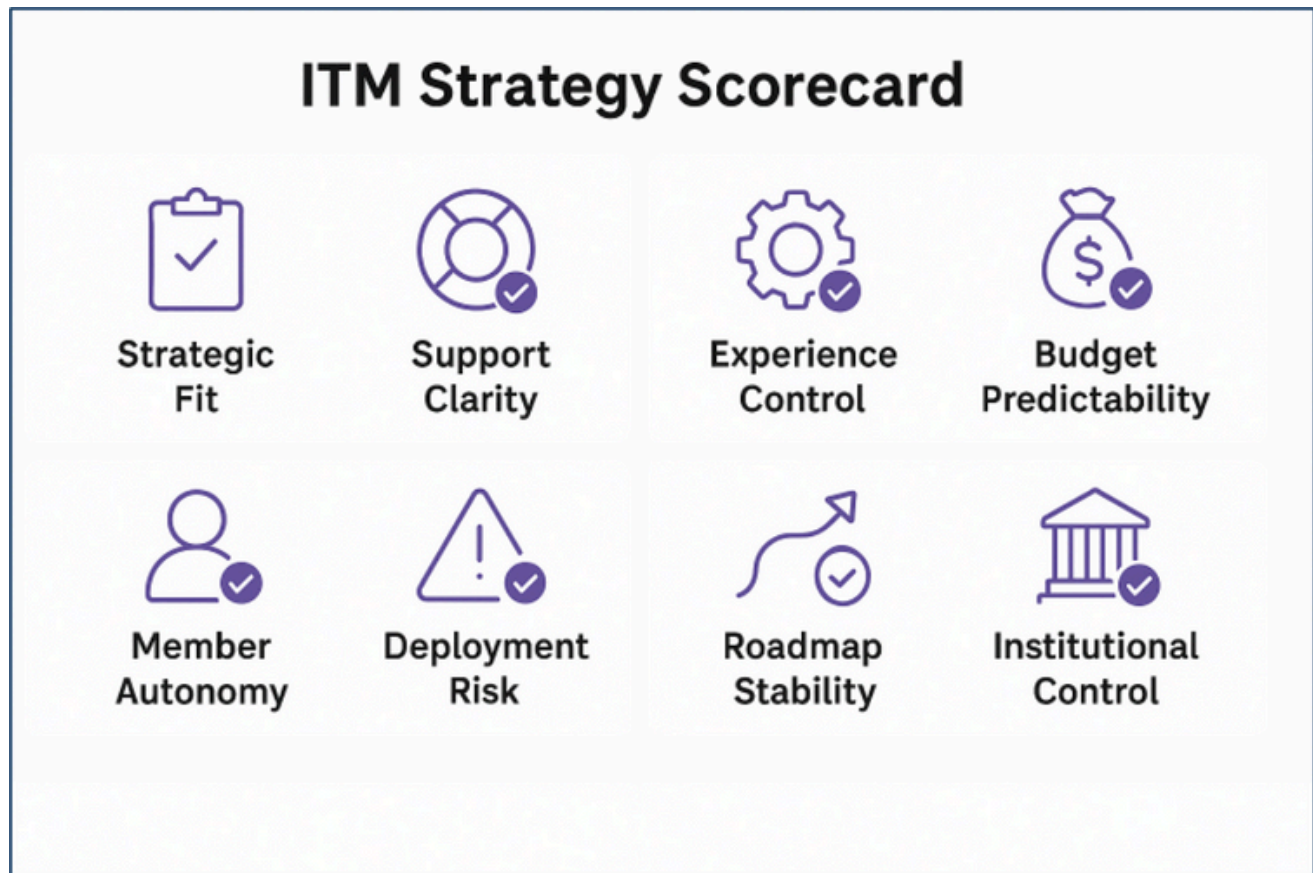 ITM Strategy Scorecard
Strategic
Fit
Support
Clarity
Experience
Control
$
Budget
Predictability
Member
Autonomy
!
Deployment
Risk
Roadmap
Stability
Institutional
Control